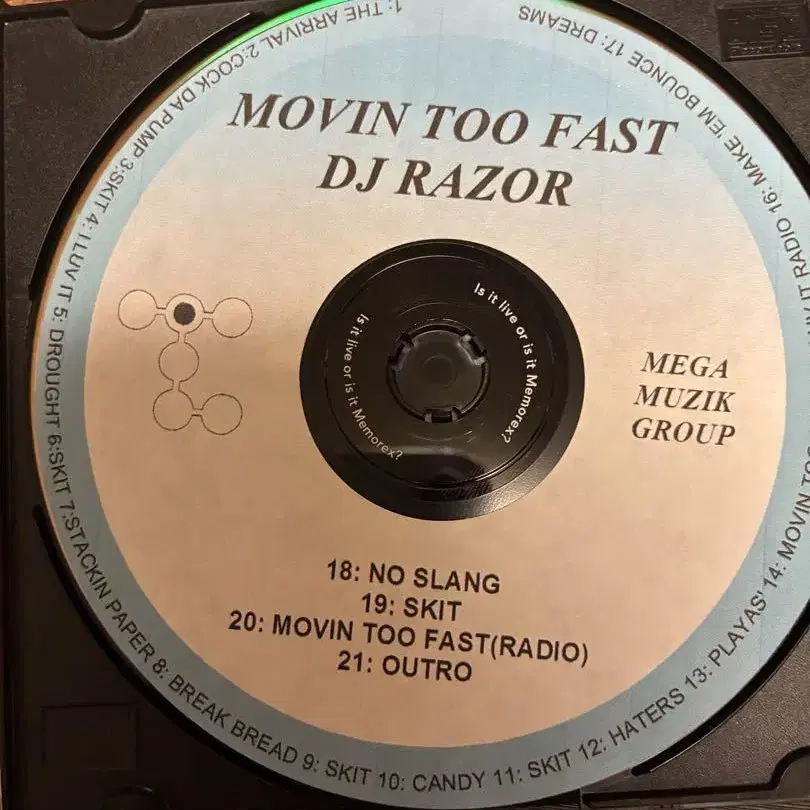 MOVIN TOO FAST
DJ RAZOR
MEGA
MUZIK
GROUP
Is it live or is it Memorex?
Is it live or is it Memorex?
18: NO SLANG
19: SKIT
20: MOVIN TOO FAST(RADIO)
21: OUTRO
1: THE ARRIVAL 2:COCK DA PUMP 3:SKIT 4: I LUV IT 5: DROUGHT 6:SKIT 7:STACKIN PAPER 8: BREAK BREAD 9: SKIT 10: CANDY 11: SKIT 12: HATERS 13: PLAYAS' 14: MOVIN RADIO 16: MAKE 'EM BOUNCE 17: DREAMS